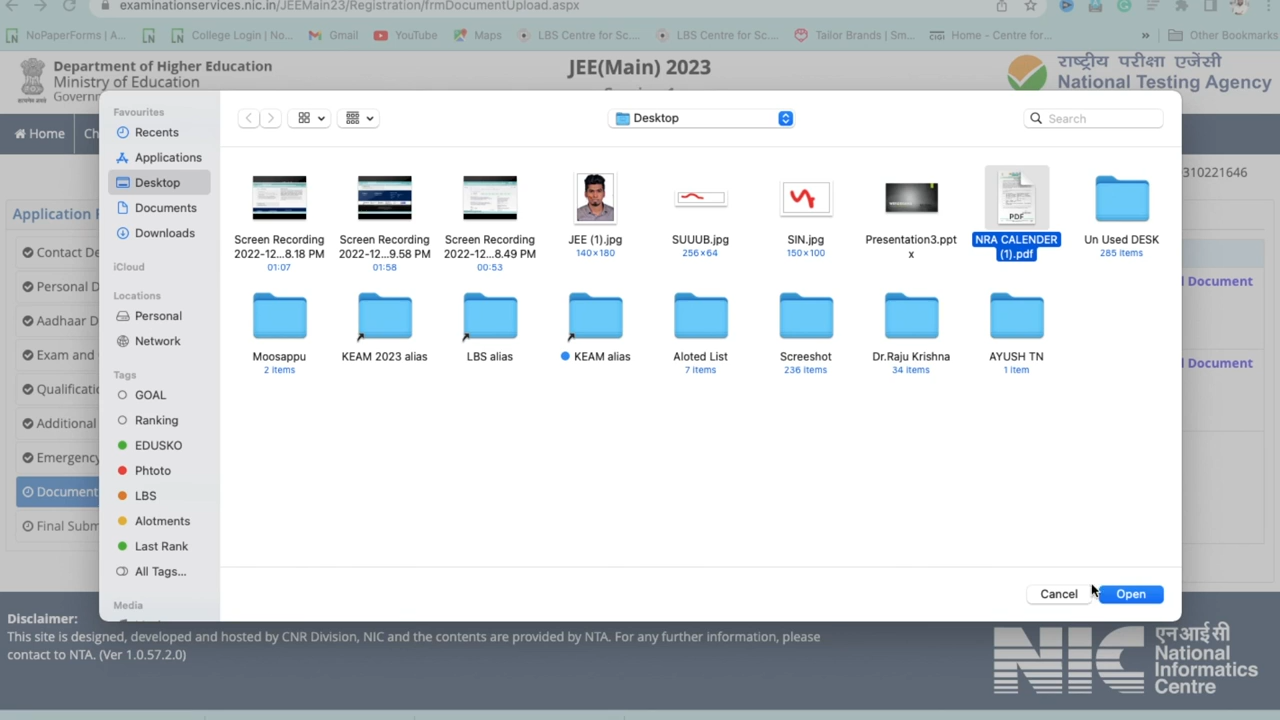 examinationservices.nic.in/JEEMain23/Registration/frmDocumentUpload.aspx
NoPaperForms | A...
College Login | No...
Gmail
YouTube
Maps
LBS Centre for Sc...
LBS Centre for Sc...
Tailor Brands | Sm...
Home - Centre for...
»
Other Bookmarks
Department of Higher Education
Ministry of Education
JEE(Main) 2023
राष्ट्रीय परीक्षा एजेंसी
National Testing Agency
Home
310221646
Application
Contact De
Personal D
Aadhaar D
Exam and
Qualificati
Additional
Emergency
Document
Final Subm
Document
Document
Favourites
Recents
Applications
Desktop
Documents
Downloads
iCloud
Locations
Personal
Network
Tags
GOAL
Ranking
EDUSKO
Phtoto
LBS
Alotments
Last Rank
All Tags...
Media
Desktop
Search
Screen Recording
2022-12...8.18 PM
01:07
Screen Recording
2022-12...9.58 PM
01:58
Screen Recording
2022-12...8.49 PM
00:53
JEE (1).jpg
140×180
SUUUB.jpg
256×64
SIN.jpg
150×100
Presentation3.ppt
x
PDF
NRA CALENDER
(1).pdf
Un Used DESK
285 items
Moosappu
2 items
KEAM 2023 alias
LBS alias
KEAM alias
Aloted List
7 items
Screeshot
236 items
Dr.Raju Krishna
34 items
AYUSH TN
1 item
Cancel
Open
Disclaimer:
This site is designed, developed and hosted by CNR Division, NIC and the contents are provided by NTA. For any further information, please
contact to NTA. (Ver 1.0.57.2.0)
NIC
एन आई सी
National
Informatics
Centre